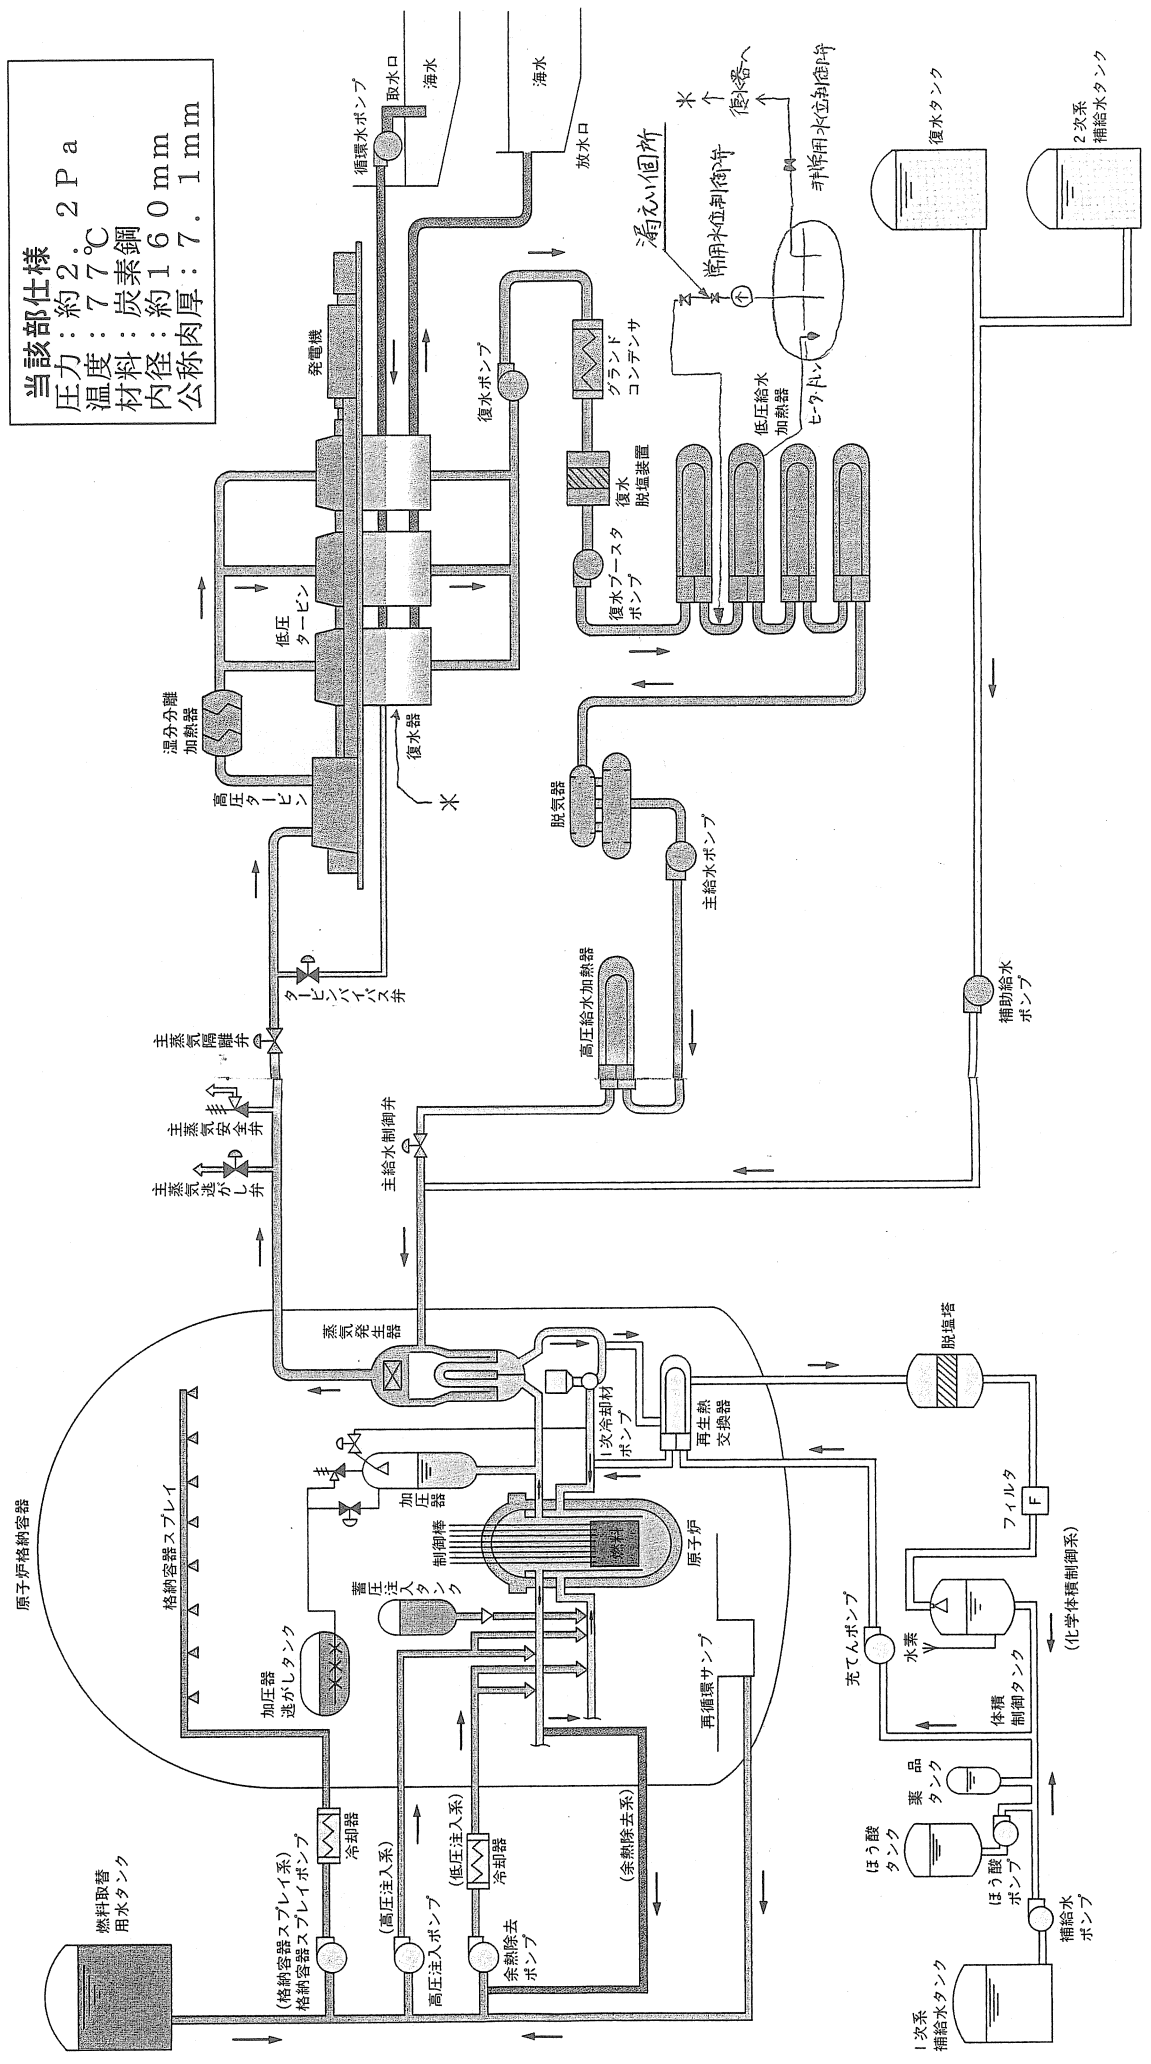 当該部仕様
圧力：約2．2Pa
温度：77℃
材料：炭素鋼
内径：約160mm
公称肉厚：7．1mm
循環水ポンプ
取水口
海水
海水
放水口
発電機
低圧
タービン
湿分分離
加熱器
高圧タービン
復水器
※
復水ポンプ
グランド
コンデンサ
復水
脱塩装置
復水ブースタ
ポンプ
漏えい個所
常用水位制御弁
※
復水器へ
非常用水位制御弁
ヒータドレン
低圧給水
加熱器
復水タンク
2次系
補給水タンク
脱気器
主給水ポンプ
高圧給水加熱器
補助給水
ポンプ
タービンバイパス弁
主蒸気隔離弁
主蒸気安全弁
主蒸気逃がし弁
主給水制御弁
原子炉格納容器
格納容器スプレイ
蒸気
発生器
加圧器
制御棒
燃料
原子炉
1次冷却材
ポンプ
再生熱
交換器
脱塩塔
フィルタ
F
蓄圧注入
タンク
加圧器
逃がしタンク
再循環サンプ
充てんポンプ
水素
体積
制御タンク
(化学体積制御系)
薬品
タンク
ほう酸
タンク
ほう酸
ポンプ
補給水
ポンプ
1次系
補給水タンク
燃料取替
用水タンク
(格納容器スプレイ系)
格納容器スプレイポンプ
冷却器
(高圧注入系)
高圧注入ポンプ
(低圧注入系)
冷却器
余熱除去
ポンプ
(余熱除去系)